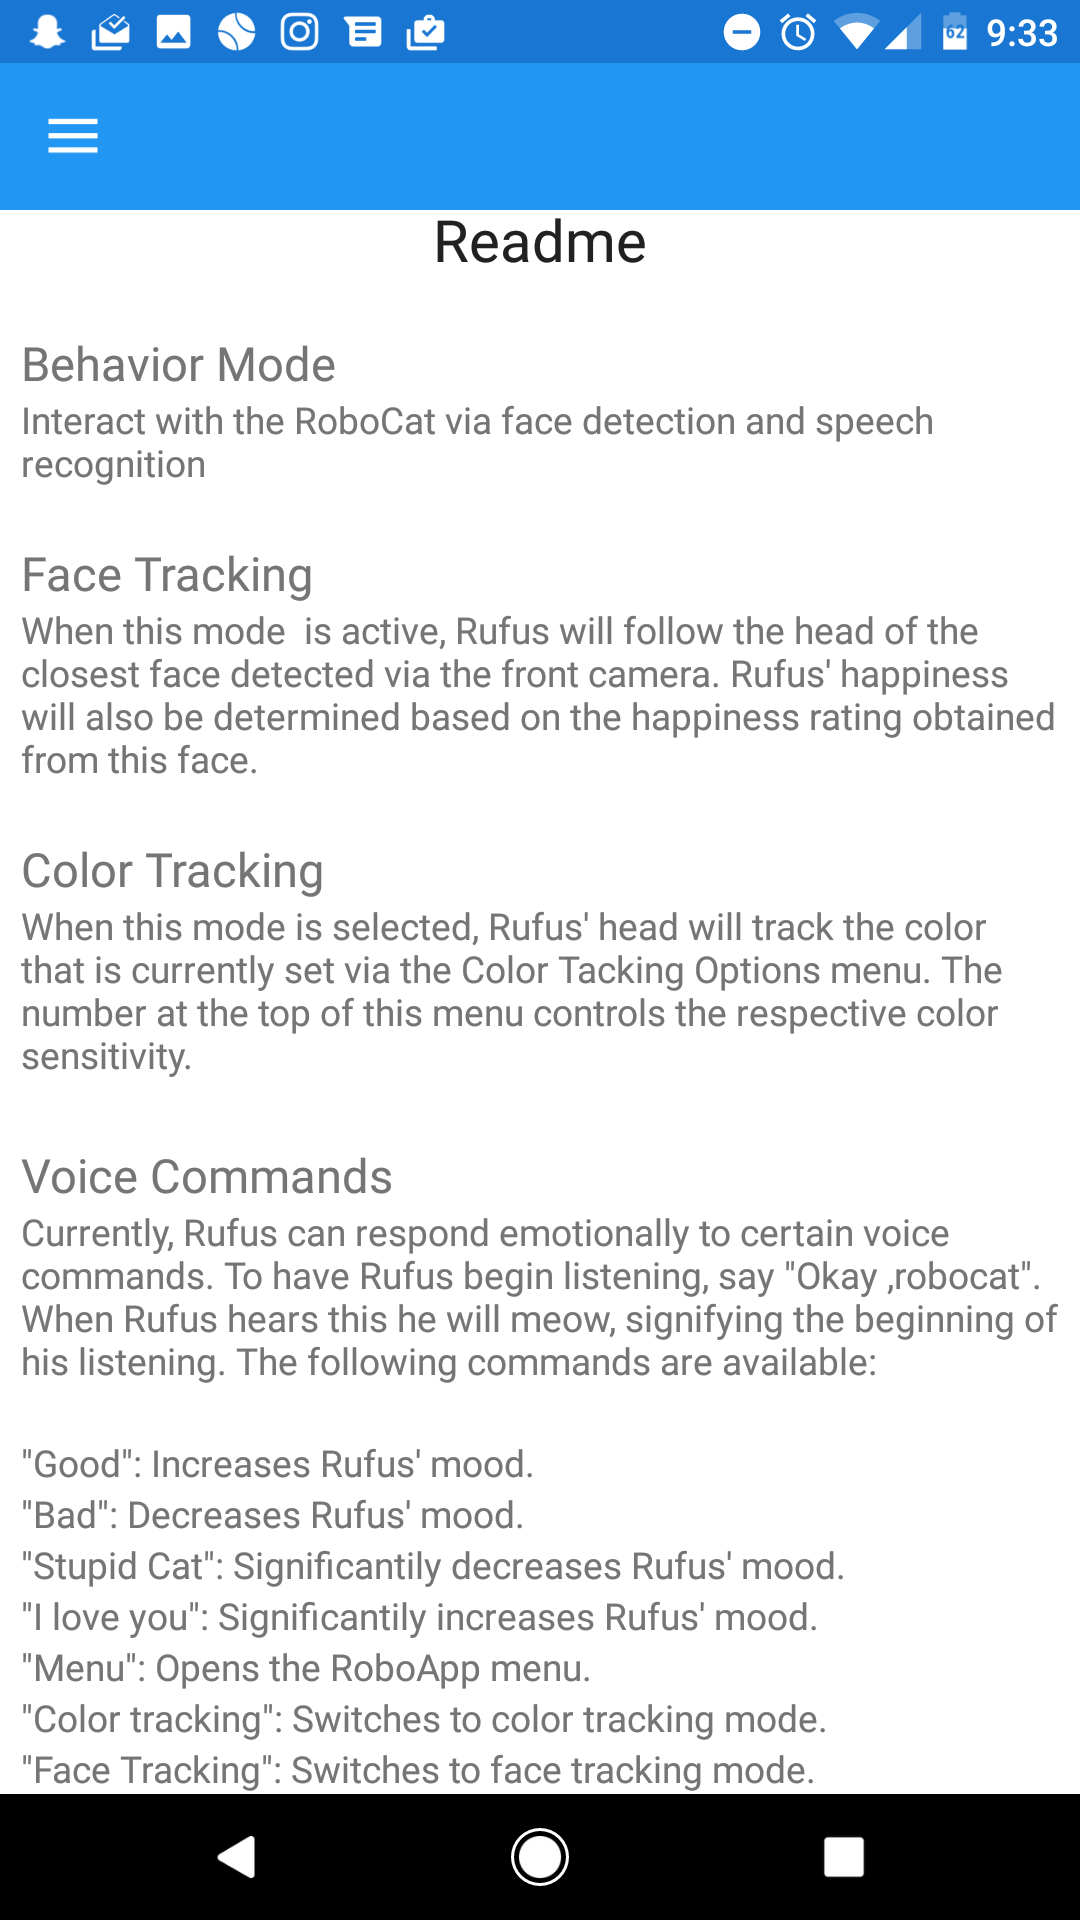 62 9:33
Readme
Behavior Mode
Interact with the RoboCat via face detection and speech
recognition
Face Tracking
When this mode  is active, Rufus will follow the head of the
closest face detected via the front camera. Rufus' happiness
will also be determined based on the happiness rating obtained
from this face.
Color Tracking
When this mode is selected, Rufus' head will track the color
that is currently set via the Color Tacking Options menu. The
number at the top of this menu controls the respective color
sensitivity.
Voice Commands
Currently, Rufus can respond emotionally to certain voice
commands. To have Rufus begin listening, say "Okay ,robocat".
When Rufus hears this he will meow, signifying the beginning of
his listening. The following commands are available:
"Good": Increases Rufus' mood.
"Bad": Decreases Rufus' mood.
"Stupid Cat": Significantily decreases Rufus' mood.
"I love you": Significantily increases Rufus' mood.
"Menu": Opens the RoboApp menu.
"Color tracking": Switches to color tracking mode.
"Face Tracking": Switches to face tracking mode.